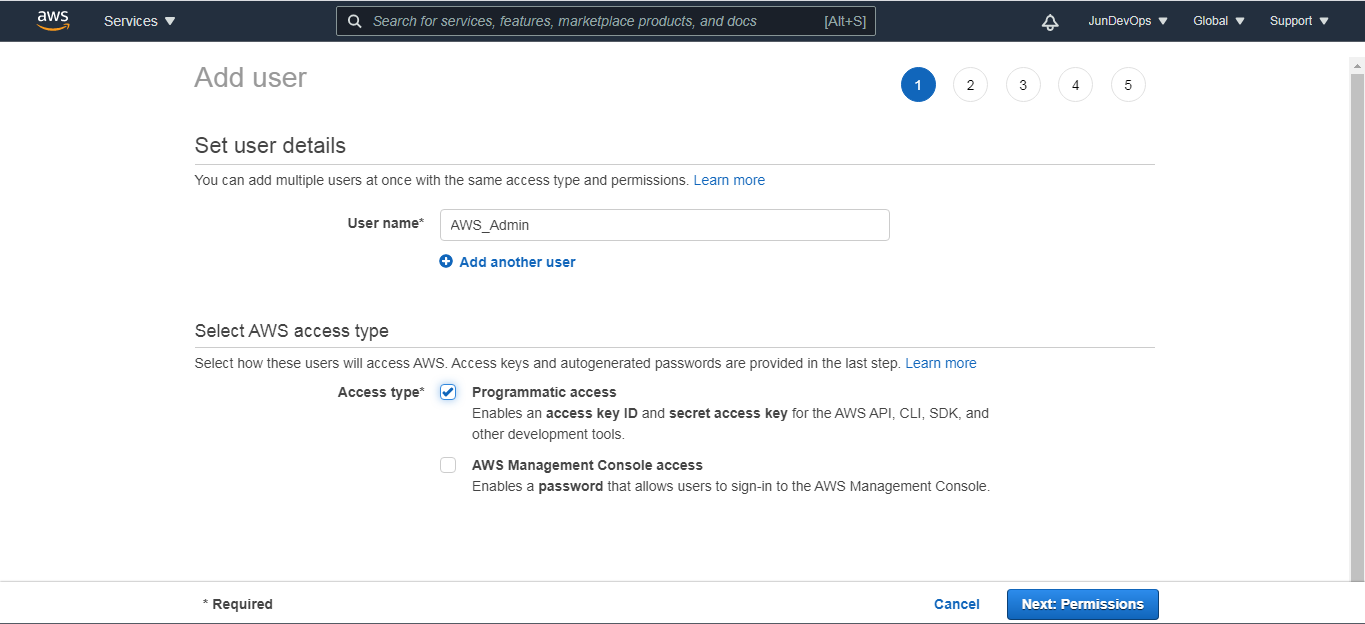 aws Services Search for services, features, marketplace products, and docs [Alt+S] JunDevOps Global Support
Add user 1 2 3 4 5
Set user details
You can add multiple users at once with the same access type and permissions. Learn more
User name* AWS_Admin
Add another user
Select AWS access type
Select how these users will access AWS. Access keys and autogenerated passwords are provided in the last step. Learn more
Access type* Programmatic access
Enables an access key ID and secret access key for the AWS API, CLI, SDK, and
other development tools.
AWS Management Console access
Enables a password that allows users to sign-in to the AWS Management Console.
* Required Cancel Next: Permissions